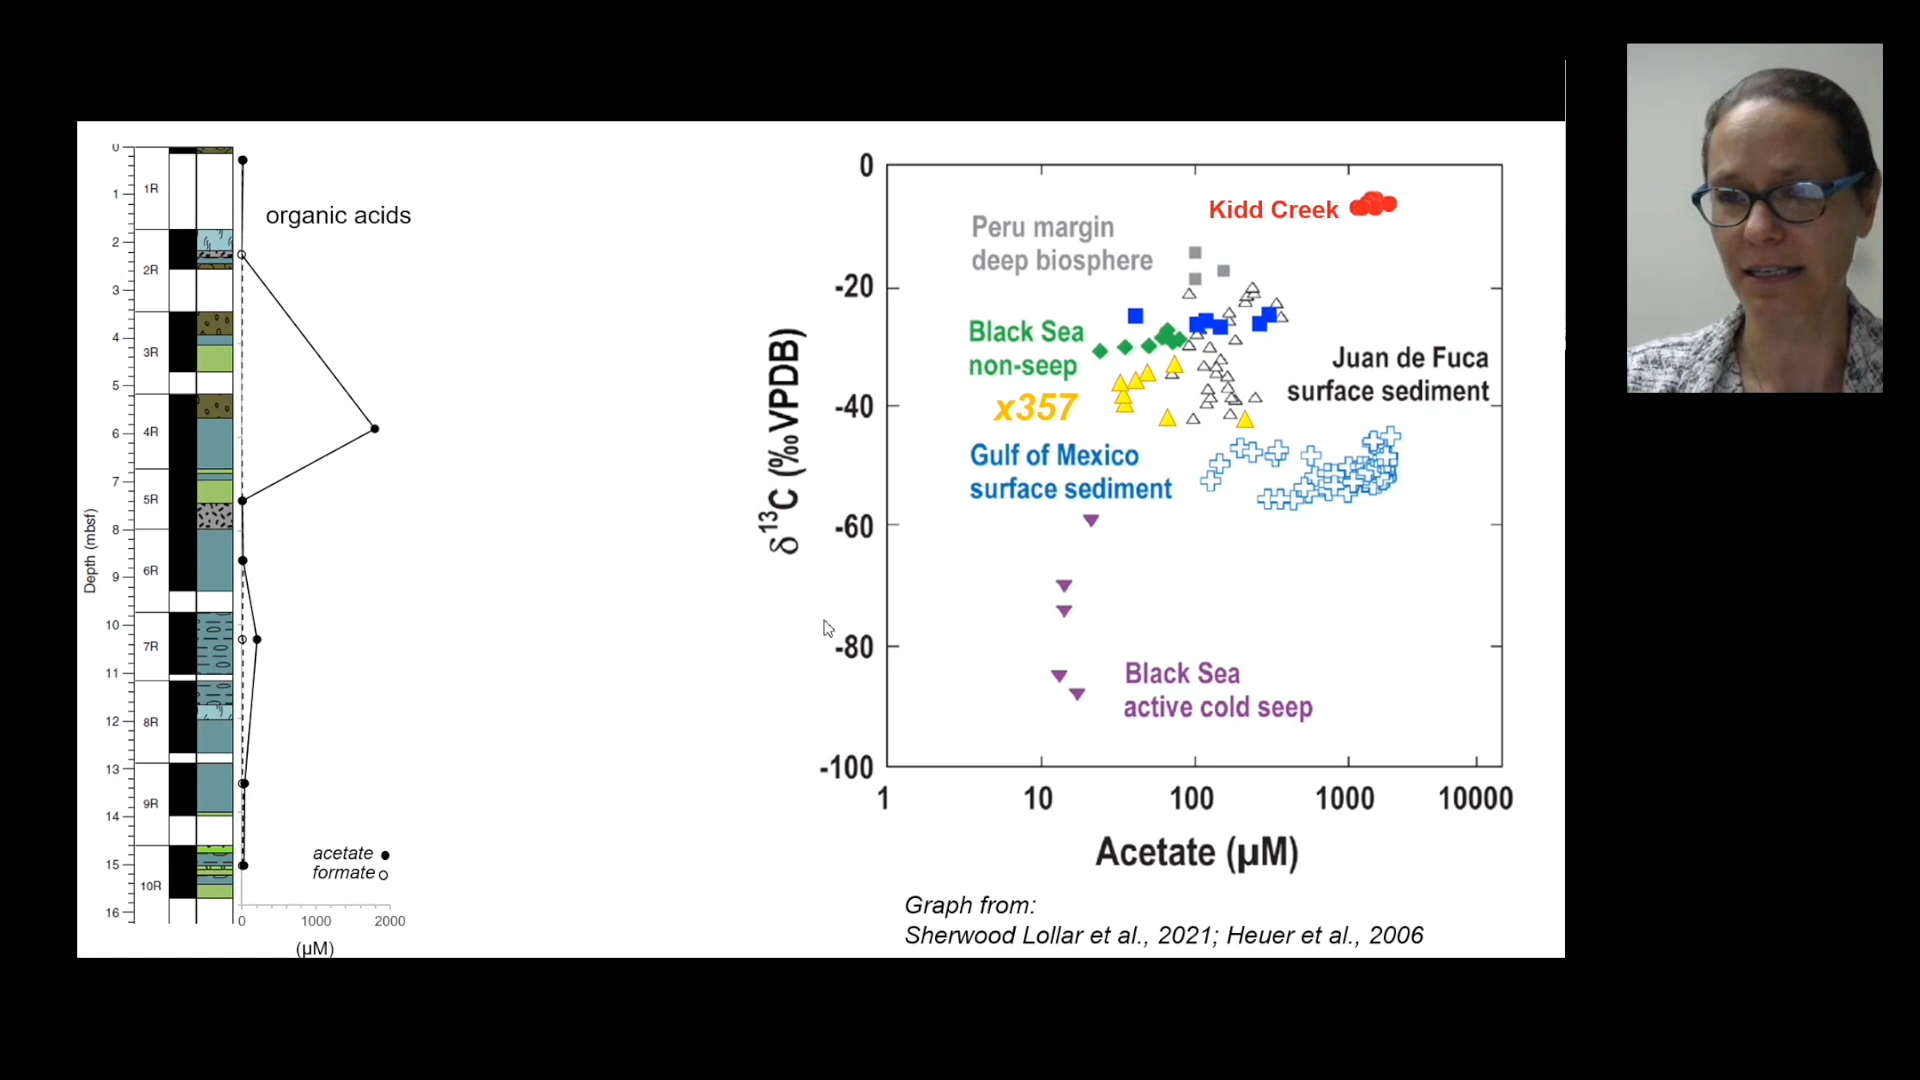 organic acids
Depth (mbsf)
0
1
2
3
4
5
6
7
8
9
10
11
12
13
14
15
16
1R
2R
3R
4R
5R
6R
7R
8R
9R
10R
acetate
formate
0 1000 2000
(µM)
δ13C (‰ VPDB)
0
-20
-40
-60
-80
-100
Kidd Creek
Peru margin
deep biosphere
Black Sea
non-seep
x357
Juan de Fuca
surface sediment
Gulf of Mexico
surface sediment
Black Sea
active cold seep
1 10 100 1000 10000
Acetate (µM)
Graph from:
Sherwood Lollar et al., 2021; Heuer et al., 2006